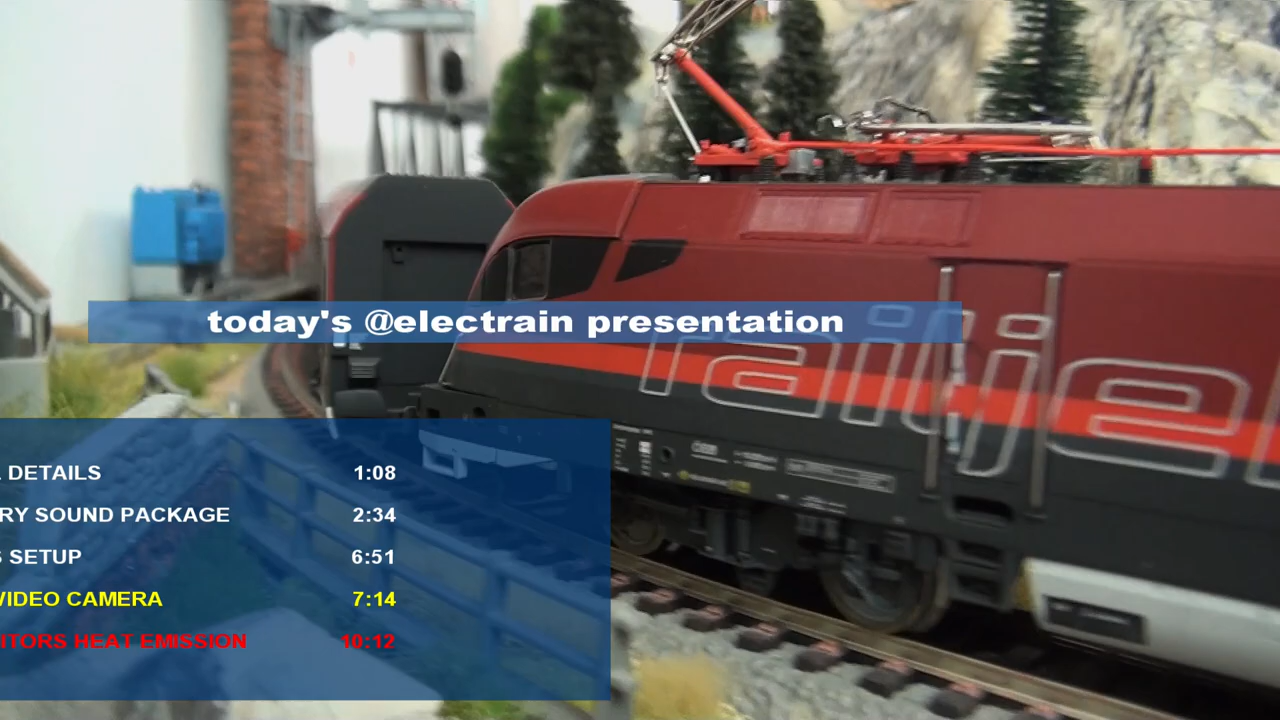 today's @electrain presentation
railje
DETAILS 1:08
RY SOUND PACKAGE 2:34
S SETUP 6:51
VIDEO CAMERA 7:14
ITORS HEAT EMISSION 10:12